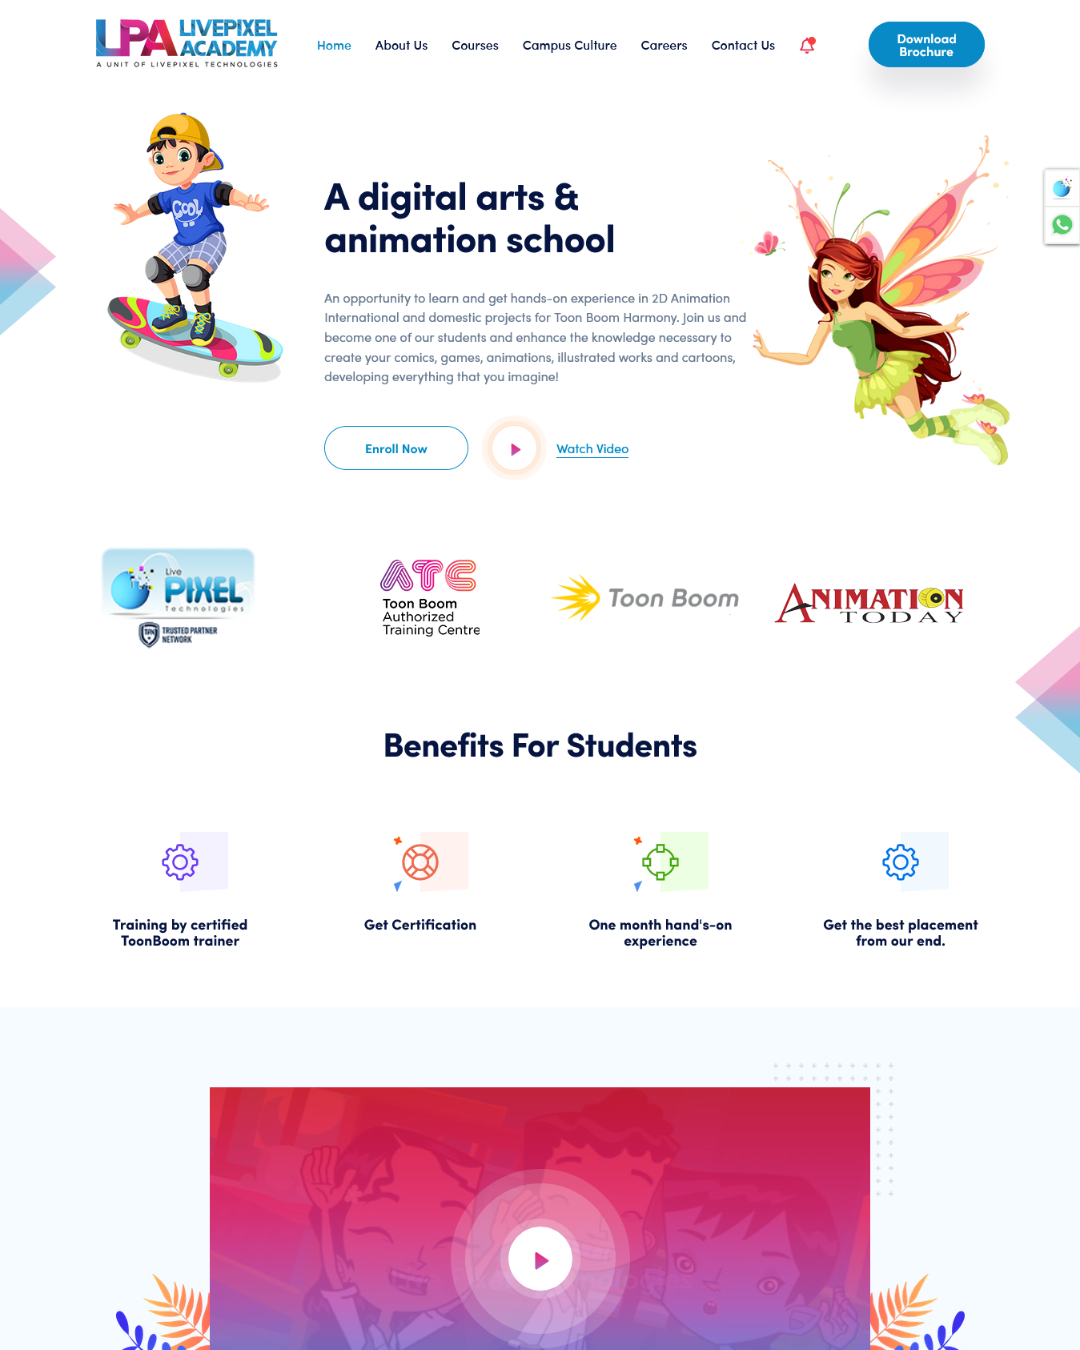 LPA LIVEPIXEL ACADEMY
A UNIT OF LIVEPIXEL TECHNOLOGIES
Home
About Us
Courses
Campus Culture
Careers
Contact Us
Download
Brochure
COOL
A digital arts &
animation school
An opportunity to learn and get hands-on experience in 2D Animation
International and domestic projects for Toon Boom Harmony. Join us and
become one of our students and enhance the knowledge necessary to
create your comics, games, animations, illustrated works and cartoons,
developing everything that you imagine!
Enroll Now
Watch Video
Live
PIXEL
Technologies
TPN
TRUSTED PARTNER
NETWORK
ATC
Toon Boom
Authorized
Training Centre
Toon Boom
ANIMATION
TODAY
Benefits For Students
Training by certified
ToonBoom trainer
Get Certification
One month hand's-on
experience
Get the best placement
from our end.